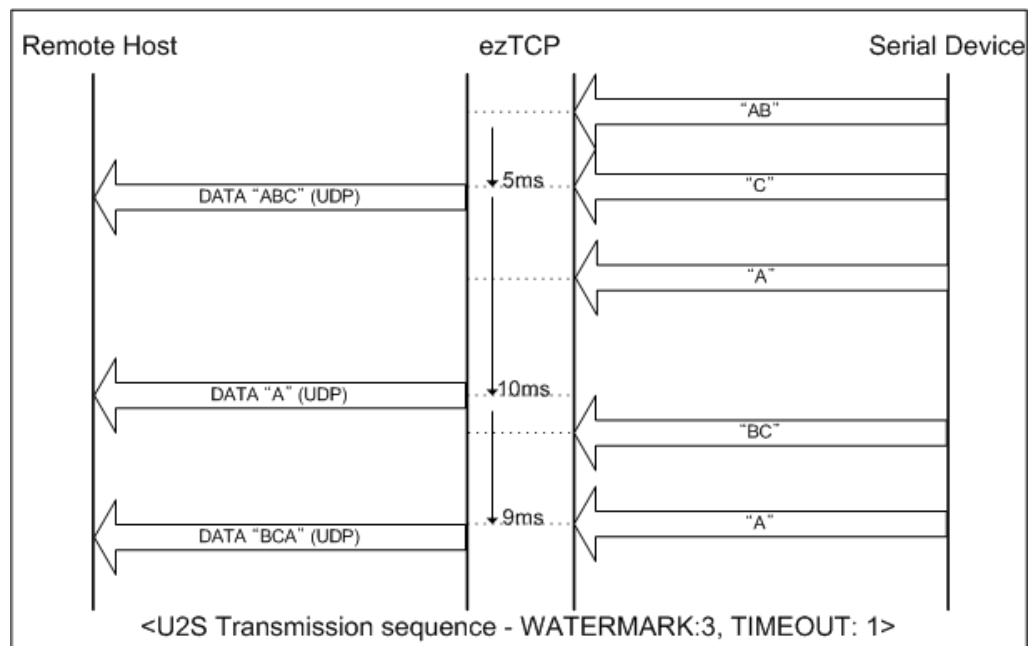 Remote Host
ezTCP
Serial Device
“AB”
5ms
“C”
DATA “ABC” (UDP)
“A”
10ms
DATA “A” (UDP)
“BC”
9ms
“A”
DATA “BCA” (UDP)
<U2S Transmission sequence - WATERMARK:3, TIMEOUT: 1>